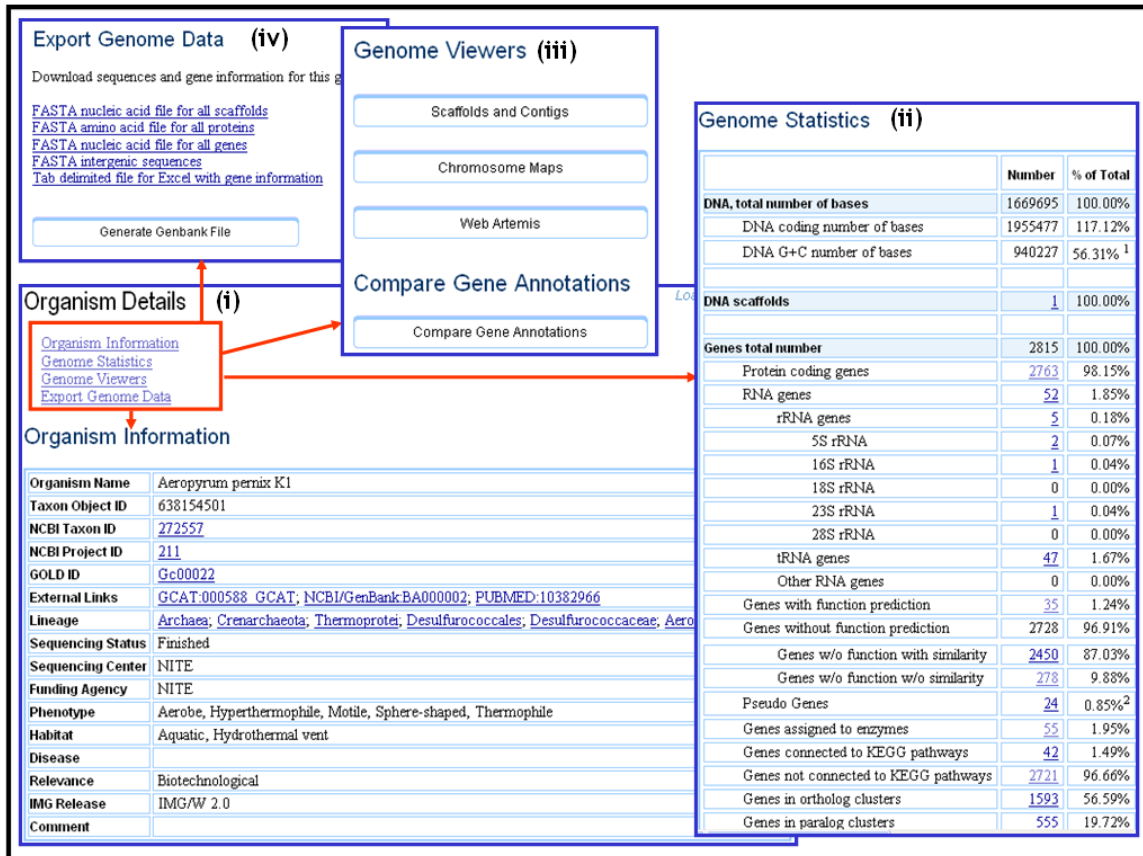 Export Genome Data (iv)
Download sequences and gene information for this g
FASTA nucleic acid file for all scaffolds
FASTA amino acid file for all proteins
FASTA nucleic acid file for all genes
FASTA intergenic sequences
Tab delimited file for Excel with gene information
Generate Genbank File
Genome Viewers (iii)
Scaffolds and Contigs
Chromosome Maps
Web Artemis
Compare Gene Annotations
Compare Gene Annotations
Genome Statistics (ii)
Number % of Total
DNA, total number of bases 1669695 100.00%
DNA coding number of bases 1955477 117.12%
DNA G+C number of bases 940227 56.31% 1
DNA scaffolds 1 100.00%
Genes total number 2815 100.00%
Protein coding genes 2763 98.15%
RNA genes 52 1.85%
rRNA genes 5 0.18%
5S rRNA 2 0.07%
16S rRNA 1 0.04%
18S rRNA 0 0.00%
23S rRNA 1 0.04%
28S rRNA 0 0.00%
tRNA genes 47 1.67%
Other RNA genes 0 0.00%
Genes with function prediction 35 1.24%
Genes without function prediction 2728 96.91%
Genes w/o function with similarity 2450 87.03%
Genes w/o function w/o similarity 278 9.88%
Pseudo Genes 24 0.85%2
Genes assigned to enzymes 55 1.95%
Genes connected to KEGG pathways 42 1.49%
Genes not connected to KEGG pathways 2721 96.66%
Genes in ortholog clusters 1593 56.59%
Genes in paralog clusters 555 19.72%
Organism Details (i)
Loa
Organism Information
Genome Statistics
Genome Viewers
Export Genome Data
Organism Information
Organism Name Aeropyrum pernix K1
Taxon Object ID 638154501
NCBI Taxon ID 272557
NCBI Project ID 211
GOLD ID Gc00022
External Links GCAT:000588_GCAT; NCBI/GenBank:BA000002; PUBMED:10382966
Lineage Archaea; Crenarchaeota; Thermoprotei; Desulfurococcales; Desulfurococcaceae; Aero
Sequencing Status Finished
Sequencing Center NITE
Funding Agency NITE
Phenotype Aerobe, Hyperthermophile, Motile, Sphere-shaped, Thermophile
Habitat Aquatic, Hydrothermal vent
Disease
Relevance Biotechnological
IMG Release IMG/W 2.0
Comment